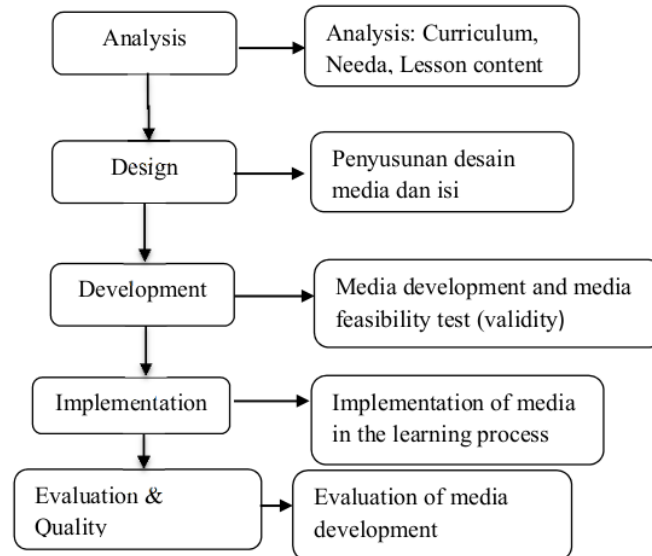 Analysis
Analysis: Curriculum,
Needa, Lesson content
Design
Penyusunan desain
media dan isi
Development
Media development and media
feasibility test (validity)
Implementation
Implementation of media
in the learning process
Evaluation &
Quality
Evaluation of media
development